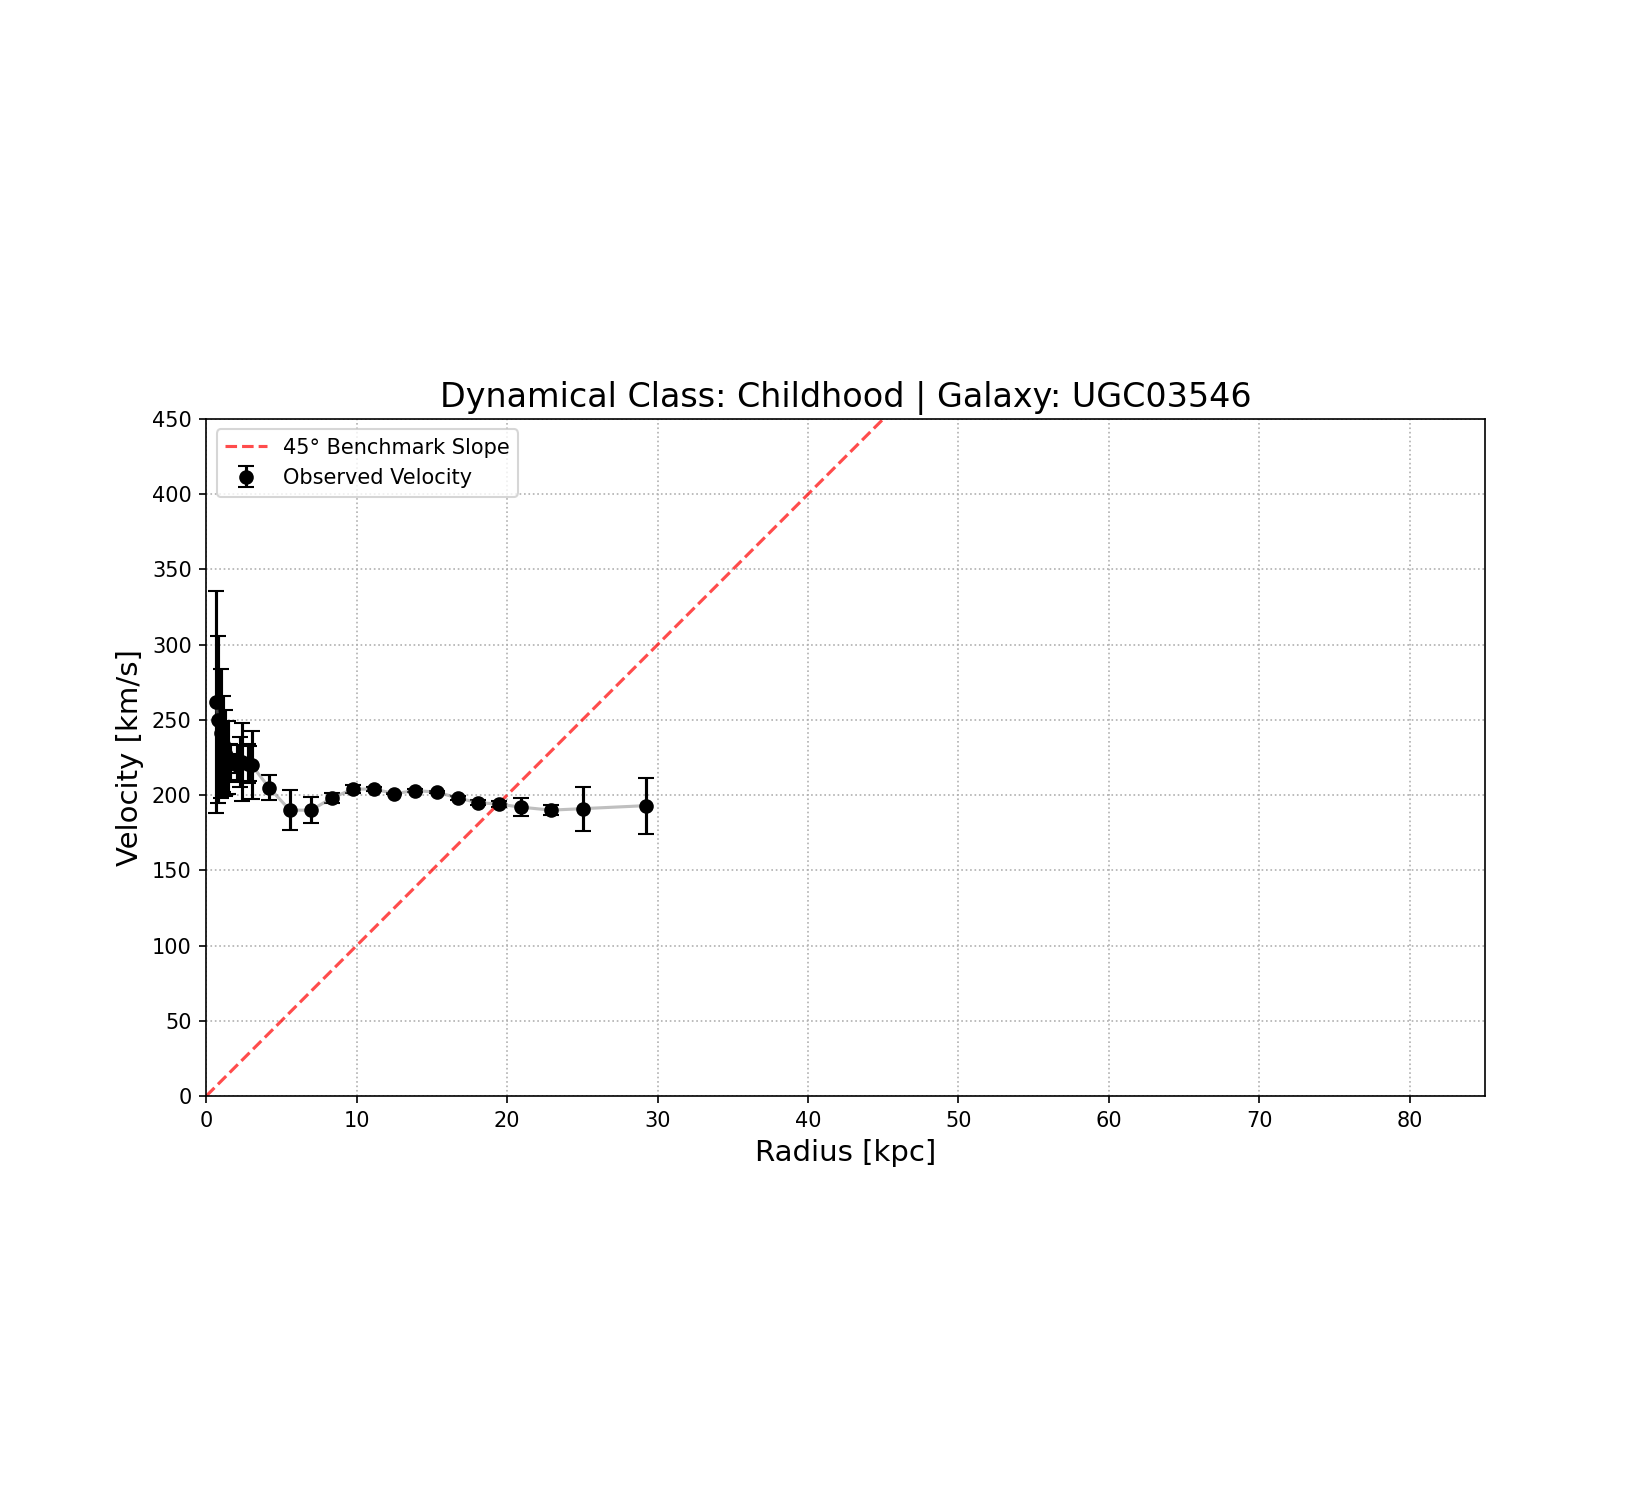 Dynamical Class: Childhood | Galaxy: UGC03546
45° Benchmark Slope
Observed Velocity
450
400
350
300
250
200
150
100
50
0
Velocity [km/s]
0 10 20 30 40 50 60 70 80
Radius [kpc]